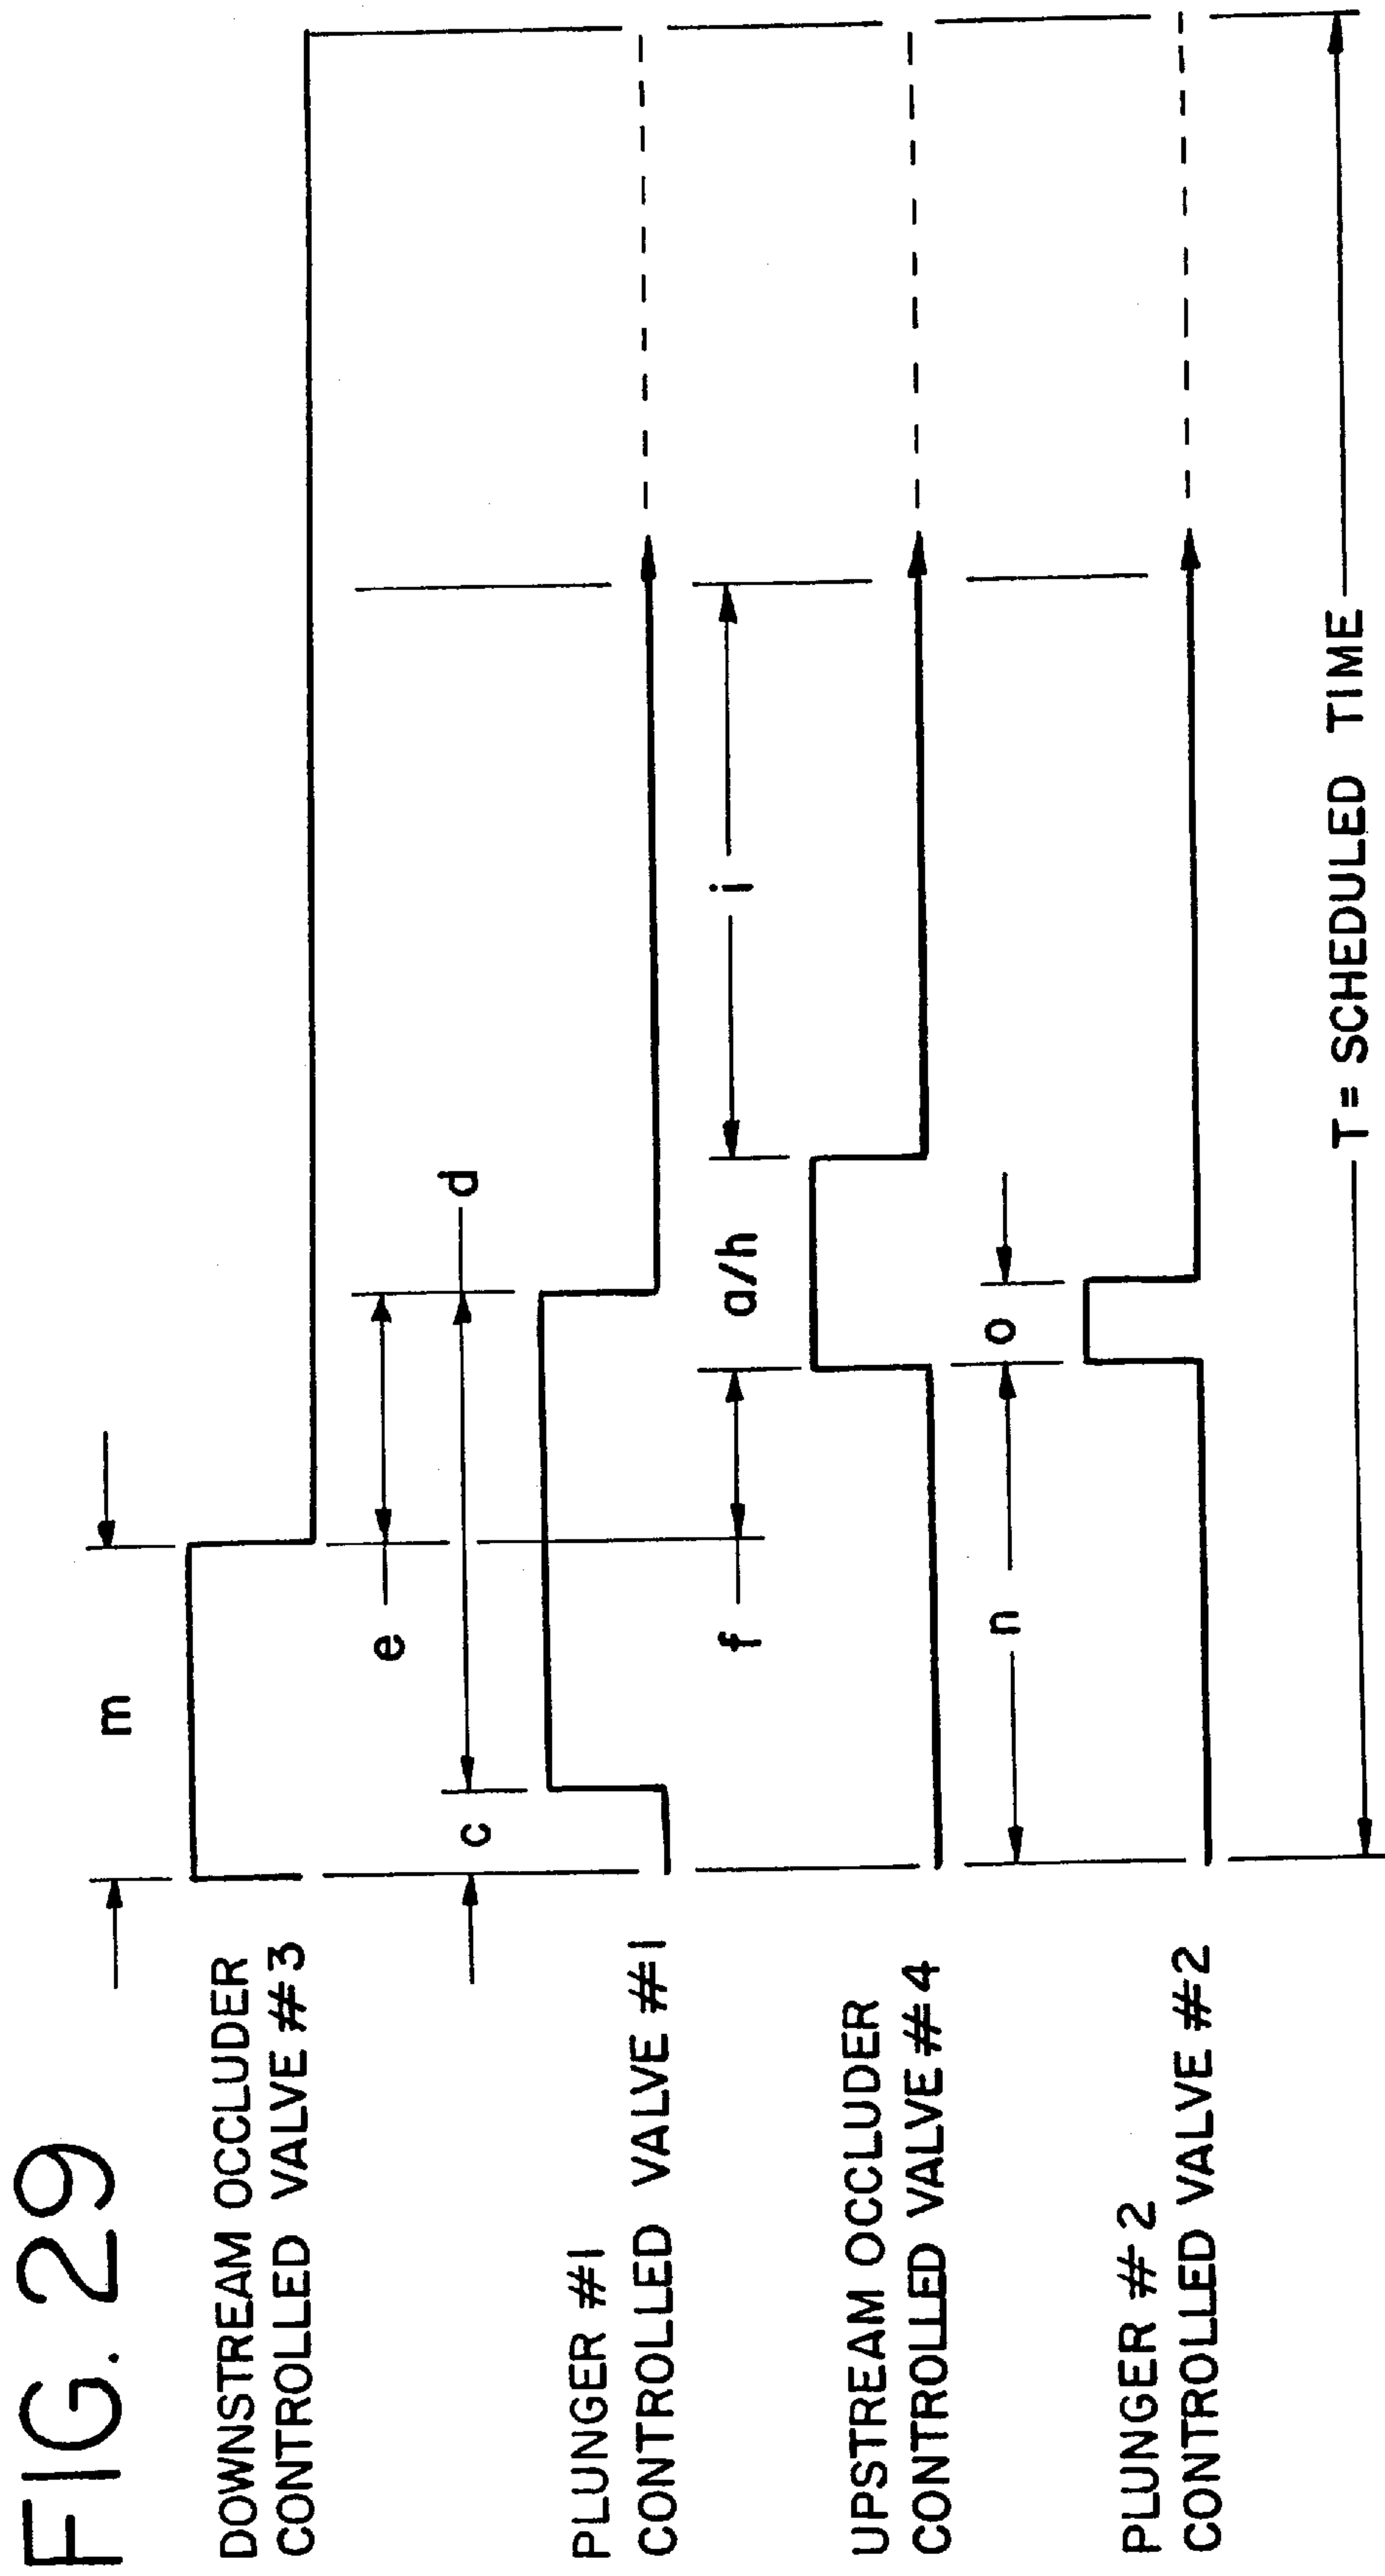 FIG. 29
DOWNSTREAM OCCLUDER
CONTROLLED VALVE #3
m
e
d
c
PLUNGER #1
CONTROLLED VALVE #1
f
a/h
i
UPSTREAM OCCLUDER
CONTROLLED VALVE #4
n
o
PLUNGER #2
CONTROLLED VALVE #2
T = SCHEDULED TIME